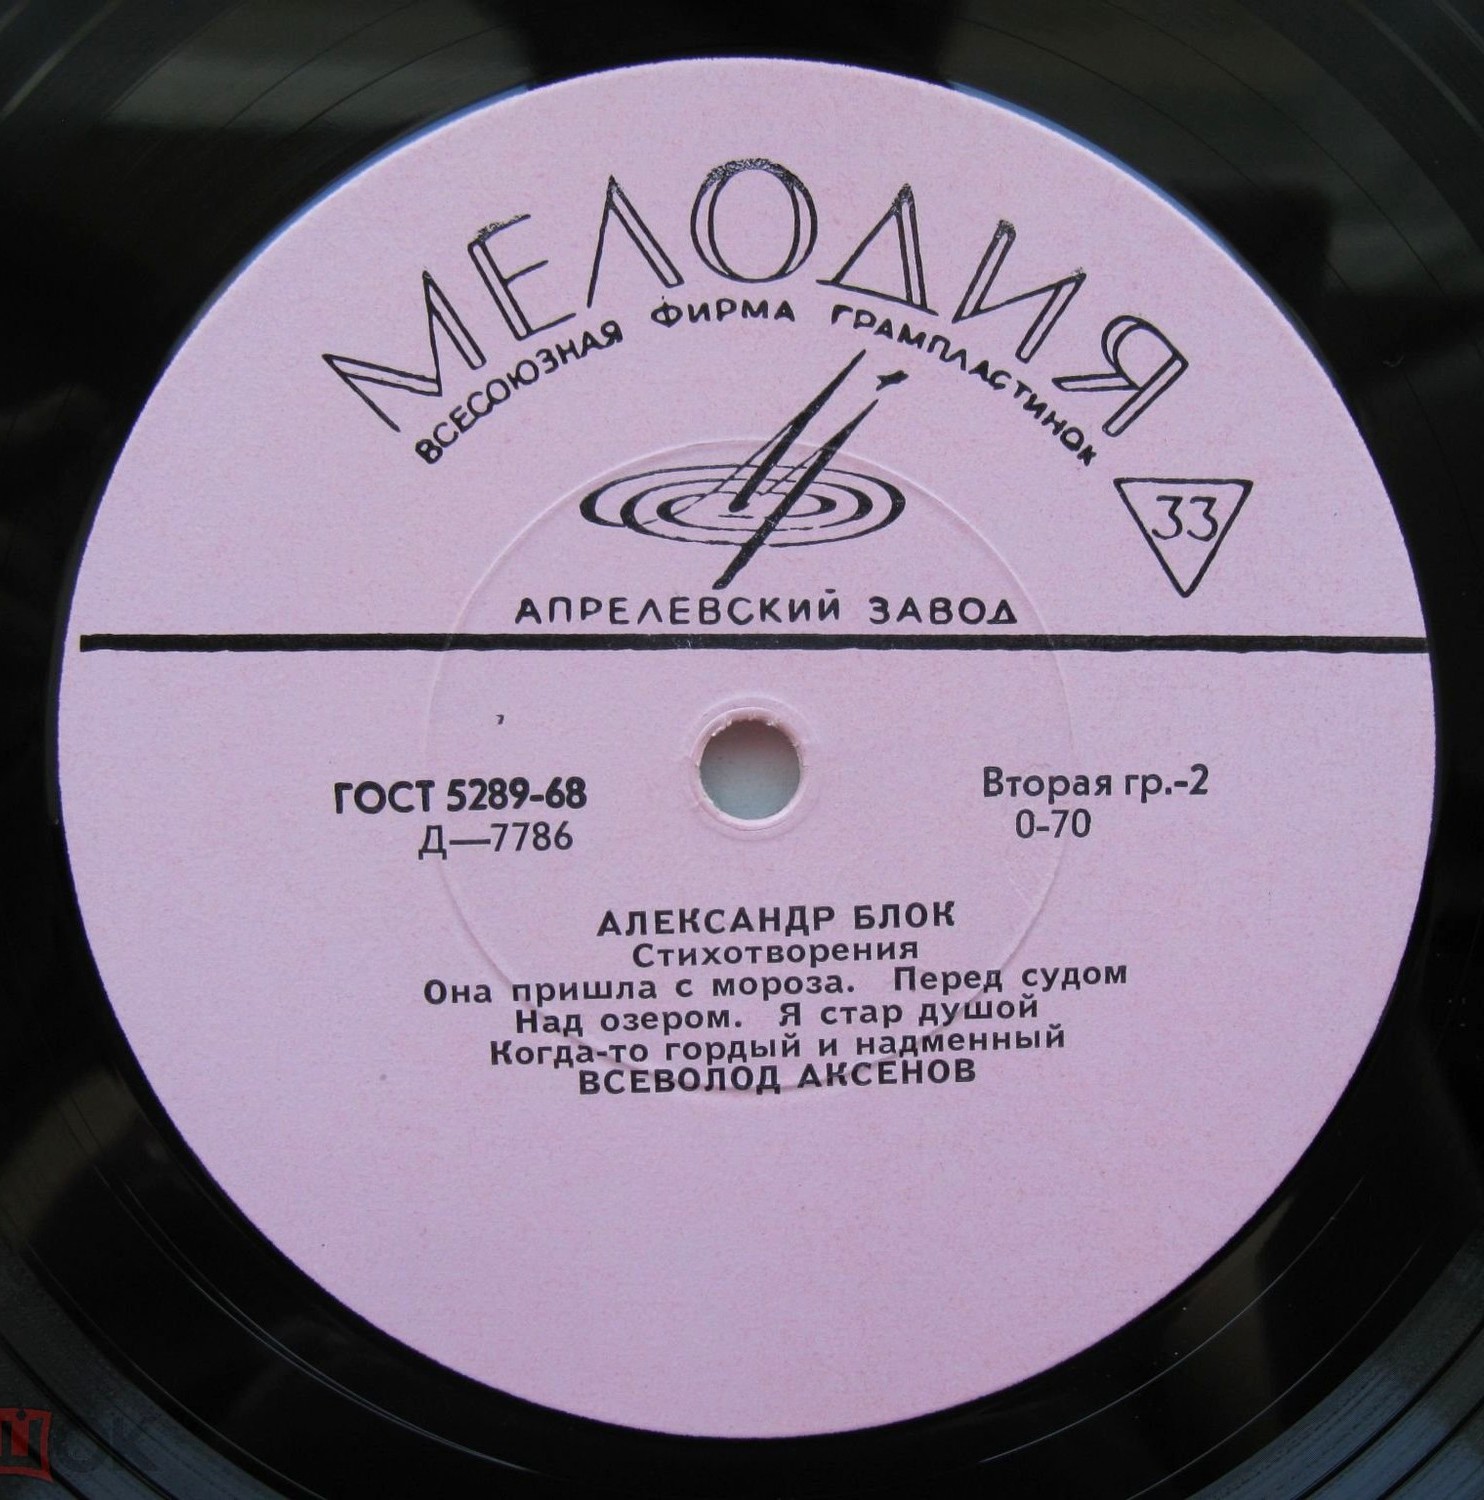 МЕЛОДИЯ
ВСЕСОЮЗНАЯ ФИРМА ГРАМПЛАСТИНОК
33
АПРЕЛЕВСКИЙ ЗАВОД
ГОСТ 5289-68
Д—7786
Вторая гр.-2
0-70
АЛЕКСАНДР БЛОК
Стихотворения
Она пришла с мороза. Перед судом
Над озером. Я стар душой
Когда-то гордый и надменный
ВСЕВОЛОД АКСЕНОВ